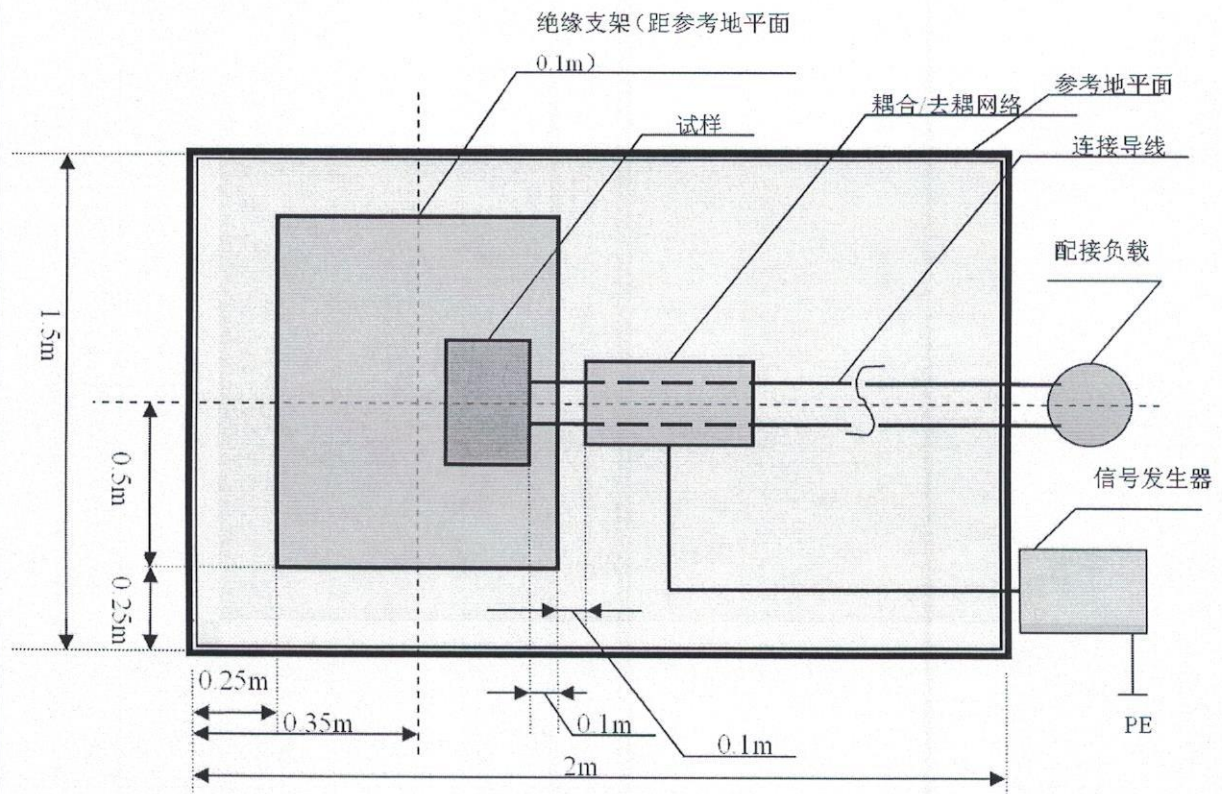 绝缘支架（距参考地平面
0.1m）
参考地平面
耦合/去耦网络
试样
连接导线
配接负载
1.5m
0.5m
信号发生器
0.25m
0.25m
0.35m
0.1m
0.1m
PE
2m